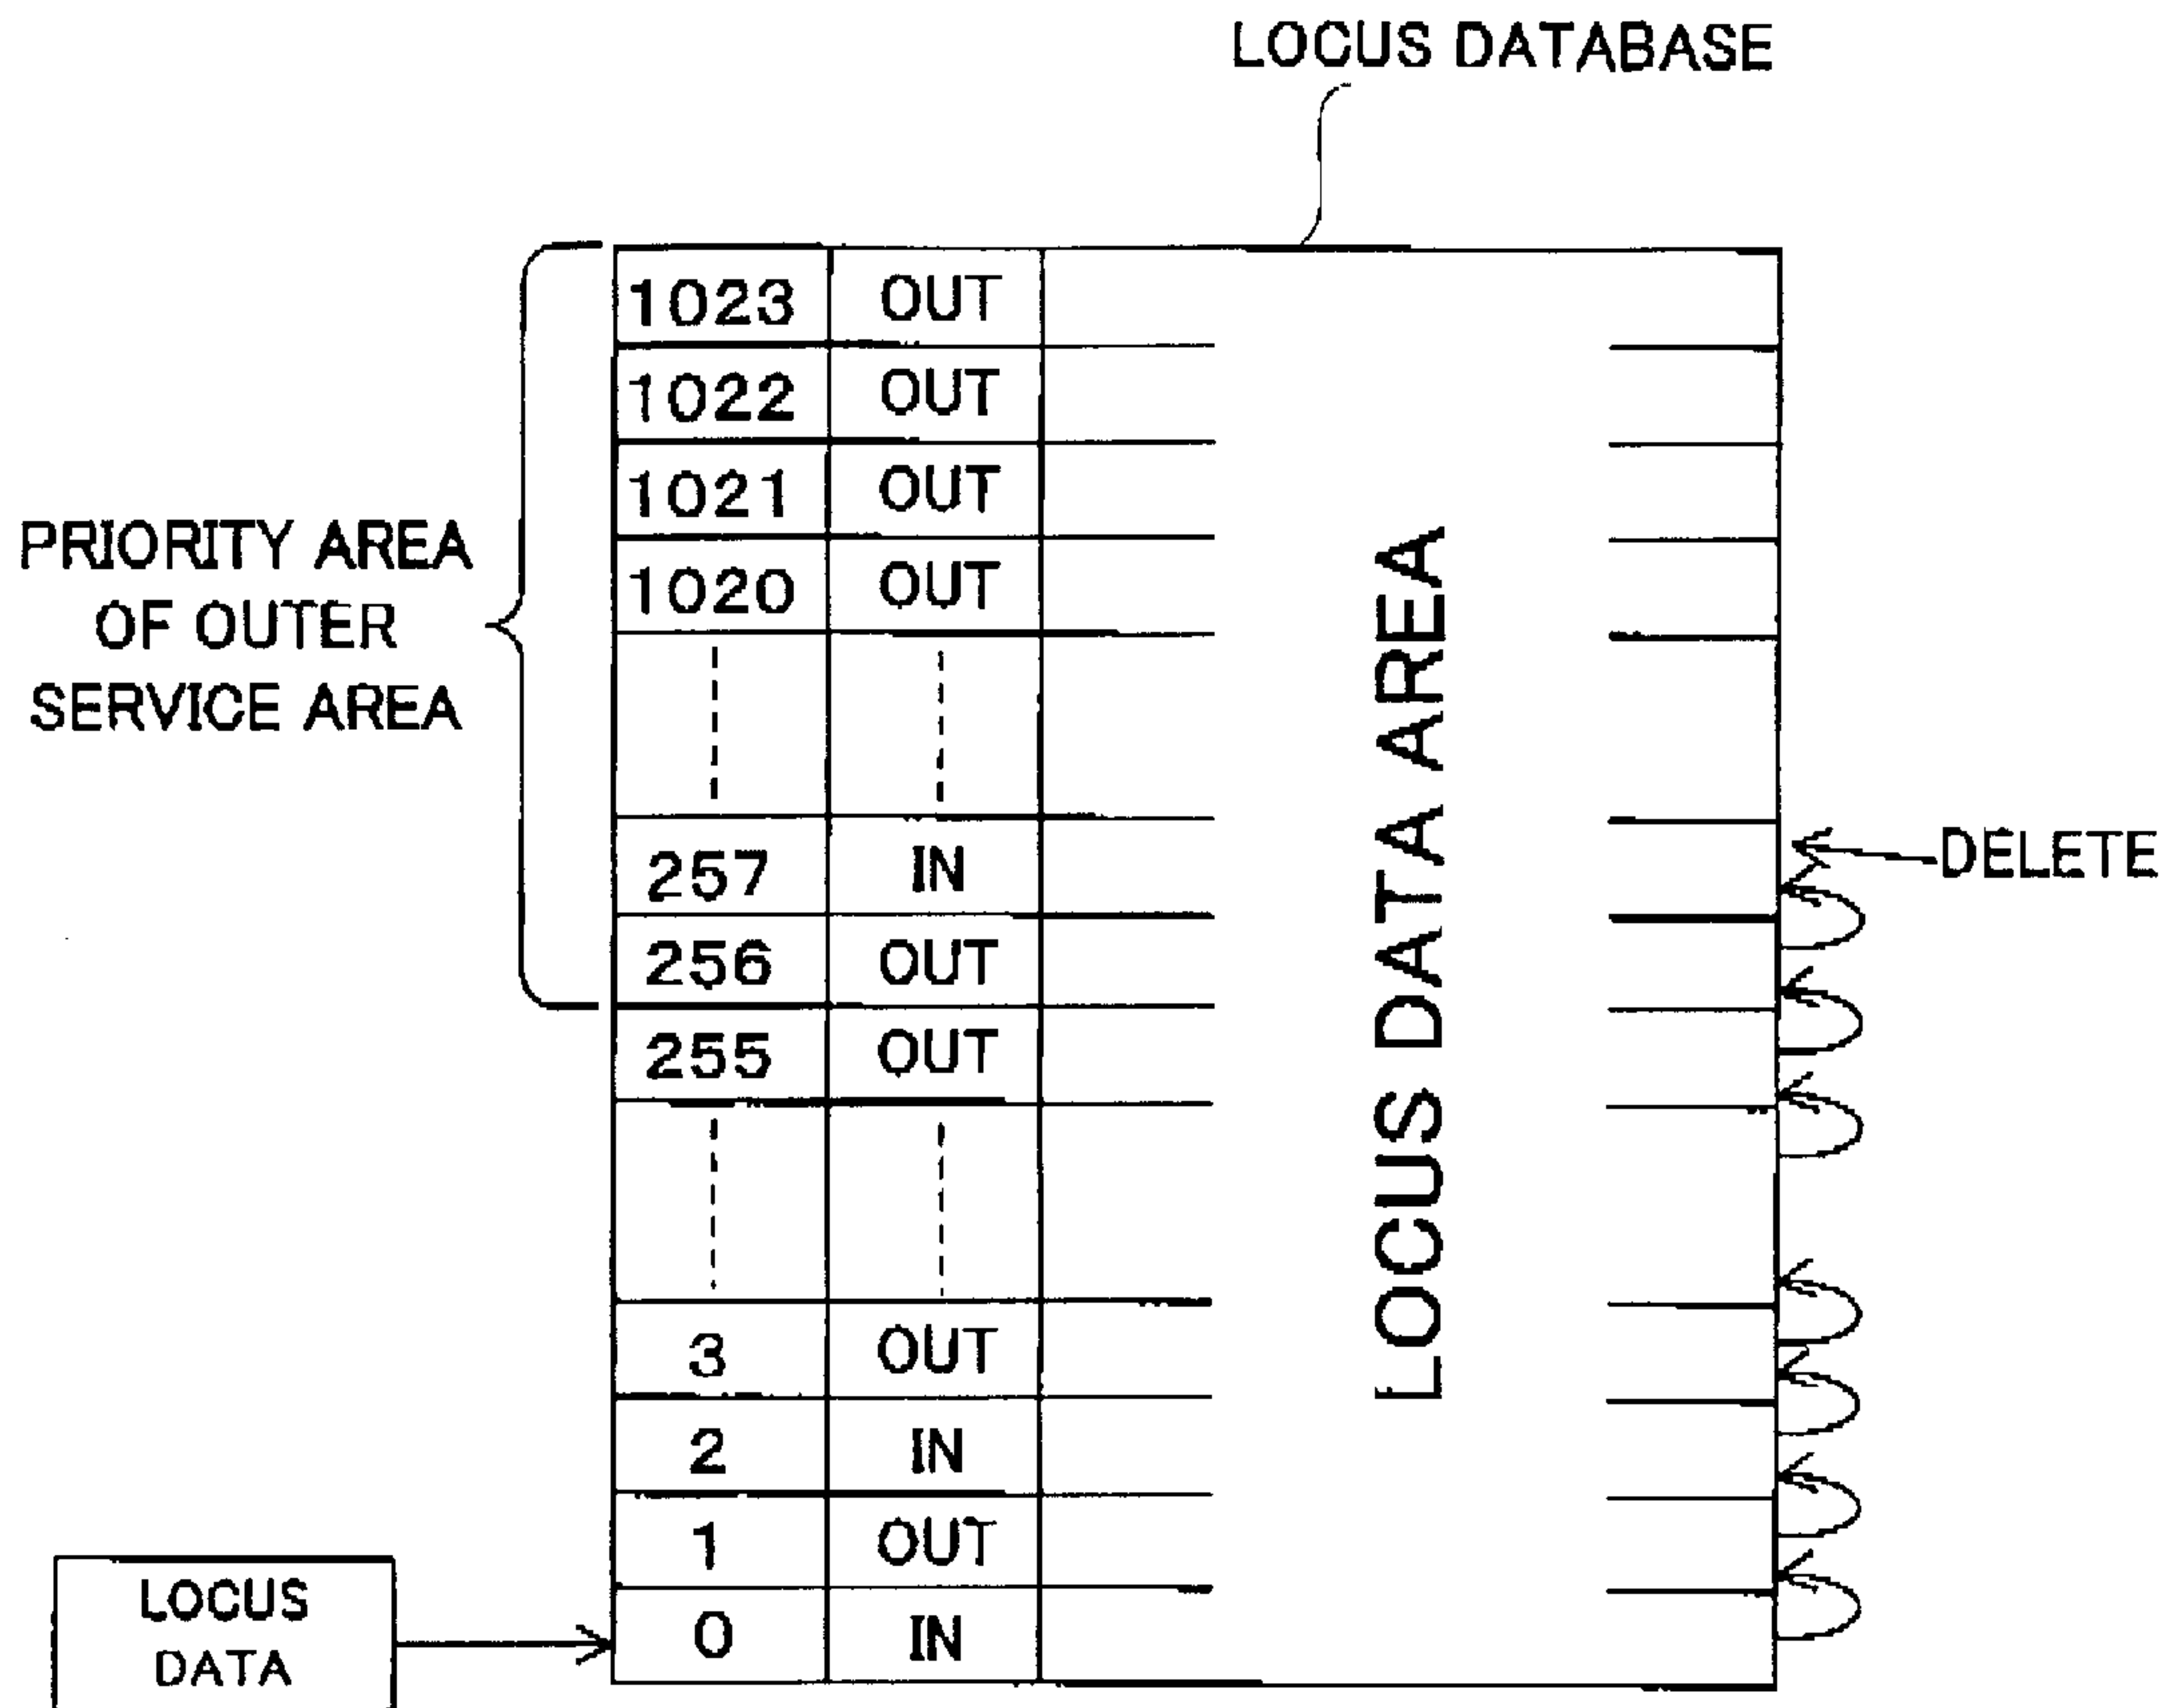 LOCUS DATABASE
1023 OUT
1022 OUT
1021 OUT
1020 OUT
PRIORITY AREA
OF OUTER
SERVICE AREA
257 IN
DELETE
256 OUT
255 OUT
LOCUS DATA AREA
3 OUT
2 IN
1 OUT
0 IN
LOCUS
DATA